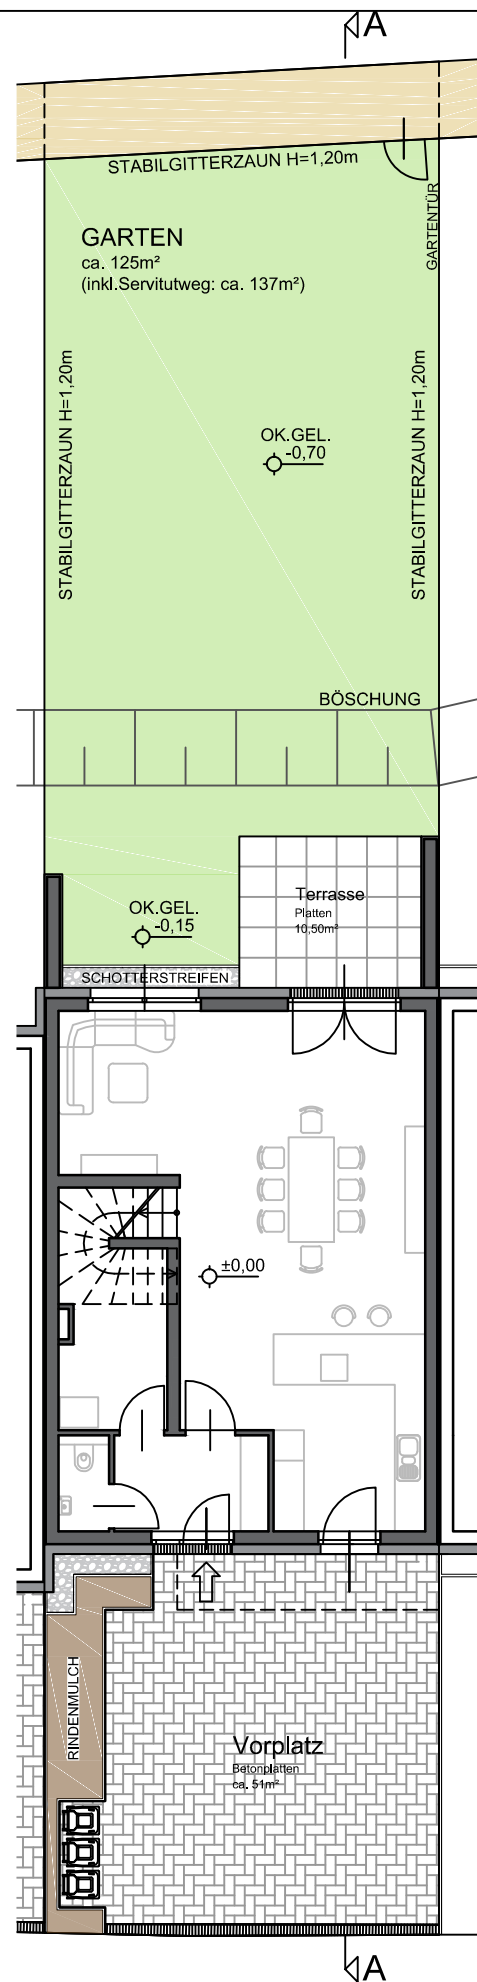 A
STABILGITTERZAUN H=1,20m
GARTENTÜR
GARTEN
ca. 125m²
(inkl.Servitutweg: ca. 137m²)
STABILGITTERZAUN H=1,20m
STABILGITTERZAUN H=1,20m
OK.GEL.
-0,70
BÖSCHUNG
Terrasse
Platten
10,50m²
OK.GEL.
-0,15
SCHOTTERSTREIFEN
±0,00
RINDENMULCH
Vorplatz
Betonplatten
ca. 51m²
A